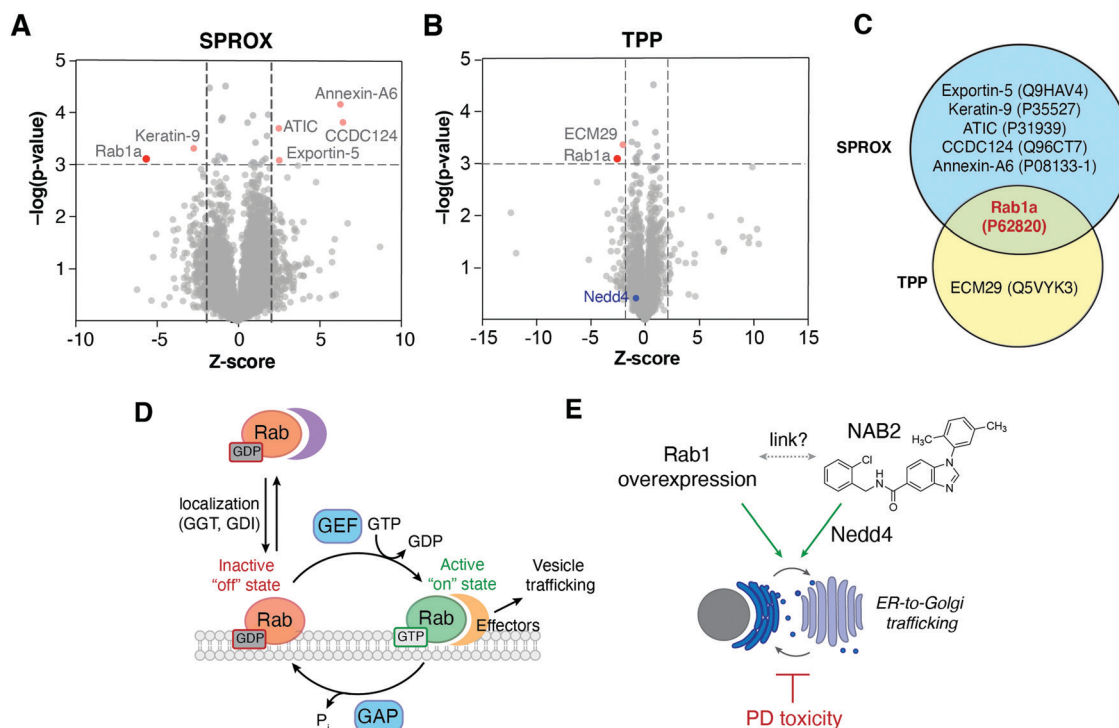 A
SPROX
5
4
3
2
1
–log(p-value)
Annexin-A6
Keratin-9
ATIC
CCDC124
Rab1a
Exportin-5
-10
-5
0
5
10
Z-score
B
TPP
5
4
3
2
1
–log(p-value)
ECM29
Rab1a
Nedd4
-15
-10
-5
0
5
10
15
Z-score
C
SPROX
Exportin-5 (Q9HAV4)
Keratin-9 (P35527)
ATIC (P31939)
CCDC124 (Q96CT7)
Annexin-A6 (P08133-1)
Rab1a
(P62820)
TPP
ECM29 (Q5VYK3)
D
Rab
GDP
localization
(GGT, GDI)
GEF
GTP
GDP
Inactive
"off" state
Active
"on" state
Vesicle
trafficking
Rab
GDP
Rab
GTP
Effectors
Pi
GAP
E
Rab1
overexpression
link?
NAB2
H3C
CH3
Cl
N
N
NH
O
Nedd4
ER-to-Golgi
trafficking
PD toxicity